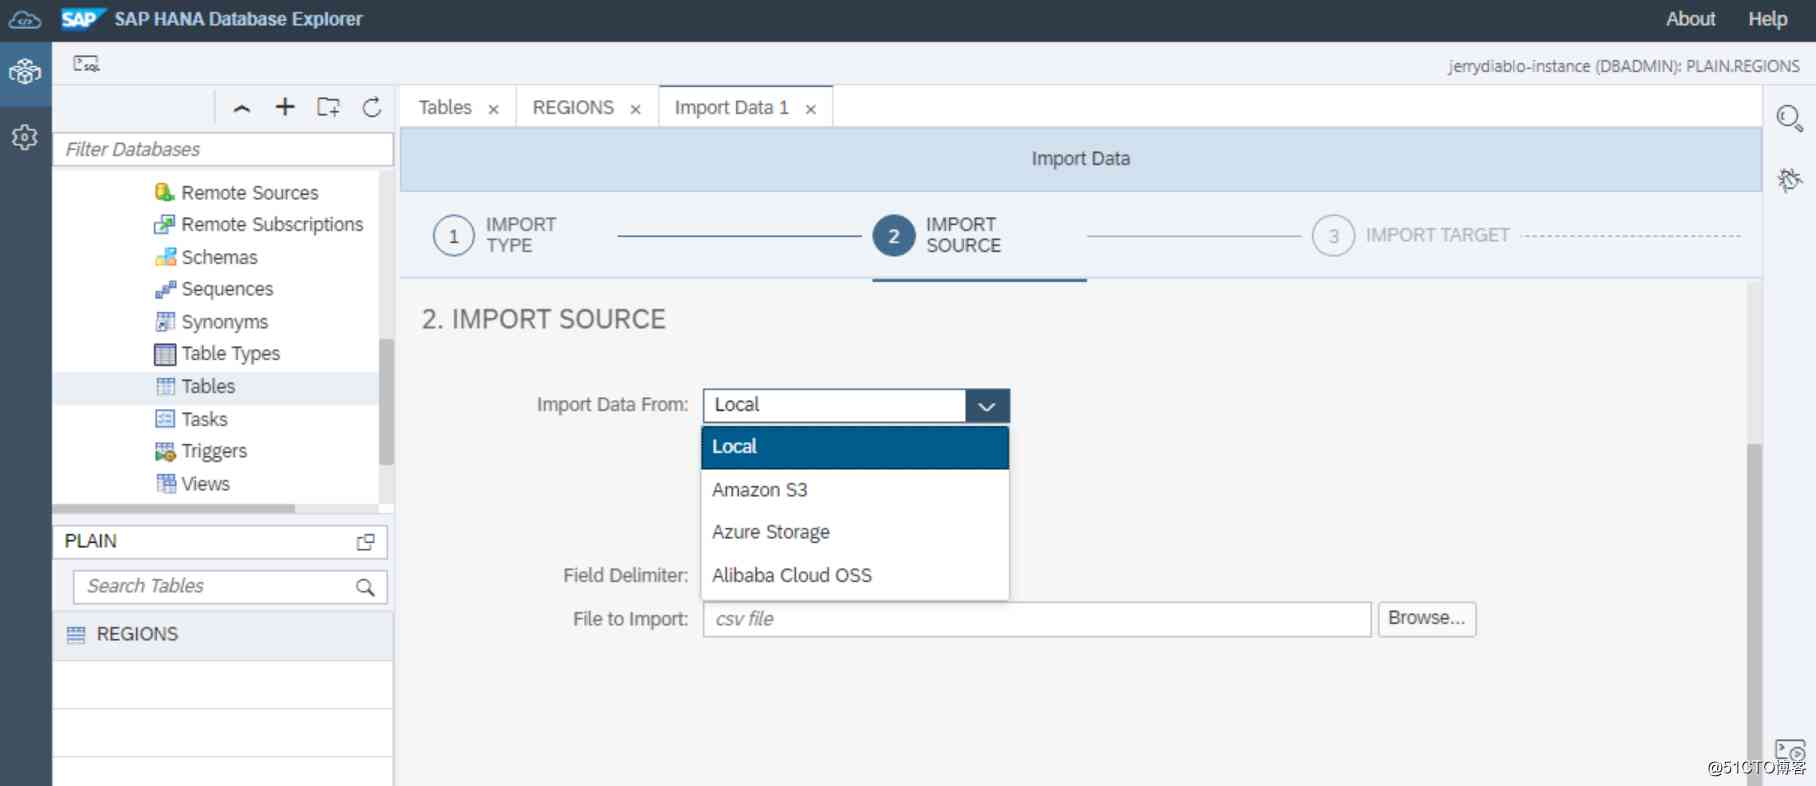 SAP SAP HANA Database Explorer About Help
SQL jerrydiablo-instance (DBADMIN): PLAIN.REGIONS
Tables × REGIONS × Import Data 1 ×
Filter Databases
Import Data
Remote Sources
Remote Subscriptions
Schemas
Sequences
Synonyms
Table Types
Tables
Tasks
Triggers
Views
PLAIN
Search Tables
REGIONS
1 IMPORT
TYPE
2 IMPORT
SOURCE
3 IMPORT TARGET
2. IMPORT SOURCE
Import Data From: Local
Local
Amazon S3
Azure Storage
Alibaba Cloud OSS
Field Delimiter:
File to Import: csv file Browse...
@51CTO博客